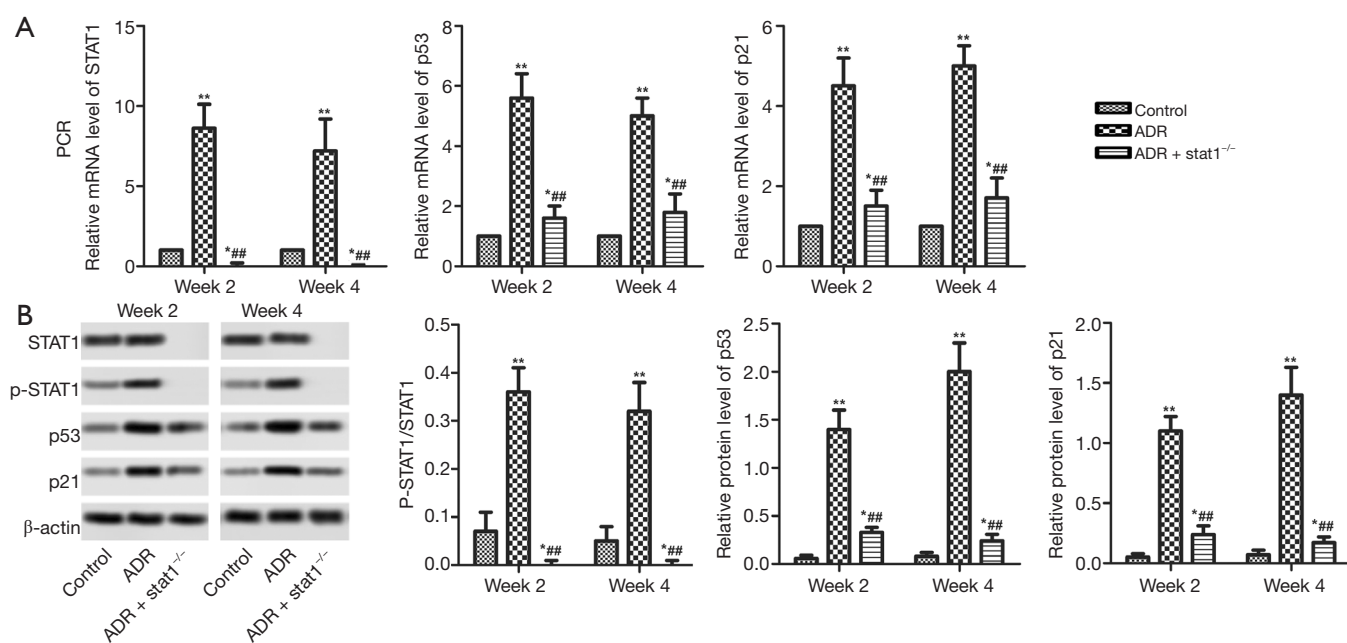 A
PCR
Relative mRNA level of STAT1
15
10
5
0
**
*##
**
*##
Week 2
Week 4
Relative mRNA level of p53
8
6
4
2
0
**
*##
**
*##
Week 2
Week 4
Relative mRNA level of p21
6
4
2
0
**
*##
**
*##
Week 2
Week 4
Control
ADR
ADR + stat1⁻/⁻
B
Week 2
Week 4
STAT1
p-STAT1
p53
p21
β-actin
Control
ADR
ADR + stat1⁻/⁻
Control
ADR
ADR + stat1⁻/⁻
P-STAT1/STAT1
0.5
0.4
0.3
0.2
0.1
0.0
**
*##
**
*##
Week 2
Week 4
Relative protein level of p53
2.5
2.0
1.5
1.0
0.5
0.0
**
*##
**
*##
Week 2
Week 4
Relative protein level of p21
2.0
1.5
1.0
0.5
0.0
**
*##
**
*##
Week 2
Week 4